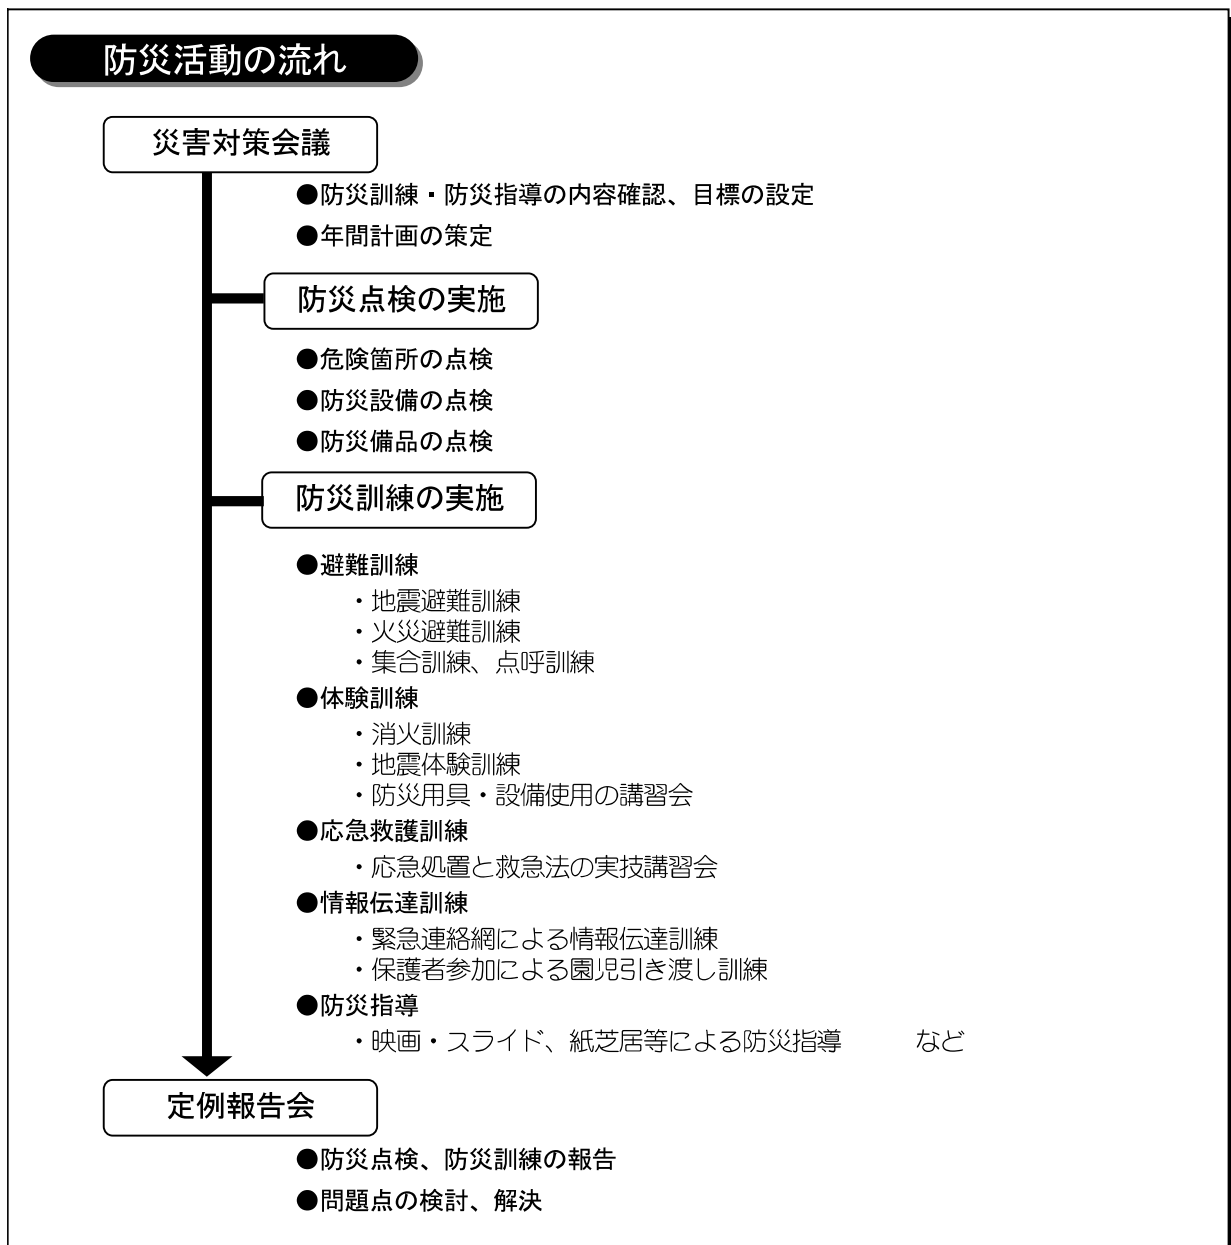 防災活動の流れ
災害対策会議
●防災訓練・防災指導の内容確認、目標の設定
●年間計画の策定
防災点検の実施
●危険箇所の点検
●防災設備の点検
●防災備品の点検
防災訓練の実施
●避難訓練
・地震避難訓練
・火災避難訓練
・集合訓練、点呼訓練
●体験訓練
・消火訓練
・地震体験訓練
・防災用具・設備使用の講習会
●応急救護訓練
・応急処置と救急法の実技講習会
●情報伝達訓練
・緊急連絡網による情報伝達訓練
・保護者参加による園児引き渡し訓練
●防災指導
・映画・スライド、紙芝居等による防災指導　　　など
定例報告会
●防災点検、防災訓練の報告
●問題点の検討、解決